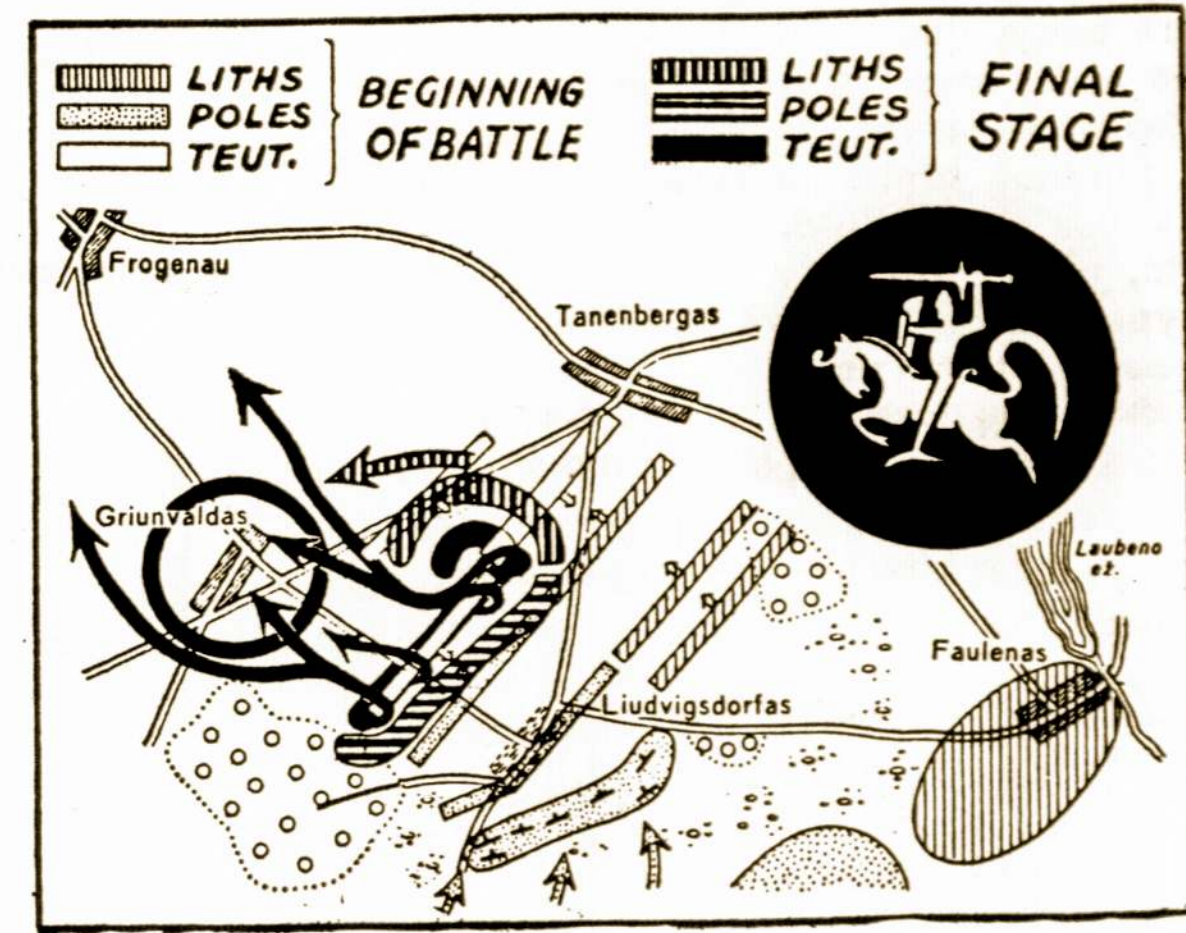 LITHS
POLES
TEUT.
BEGINNING
OF BATTLE
LITHS
POLES
TEUT.
FINAL
STAGE
Frogenau
Tanenbergas
Griunvaldas
Laubeno
ež.
Faulenas
Liudvigsdorfas